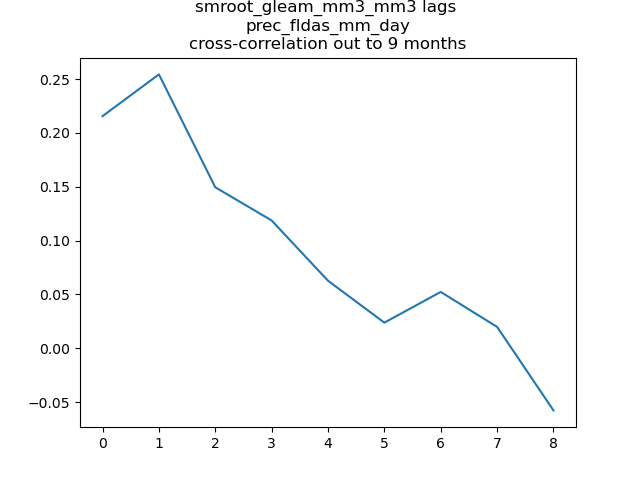 smroot_gleam_mm3_mm3 lags
prec_fldas_mm_day
cross-correlation out to 9 months
0.25
0.20
0.15
0.10
0.05
0.00
−0.05
0 1 2 3 4 5 6 7 8